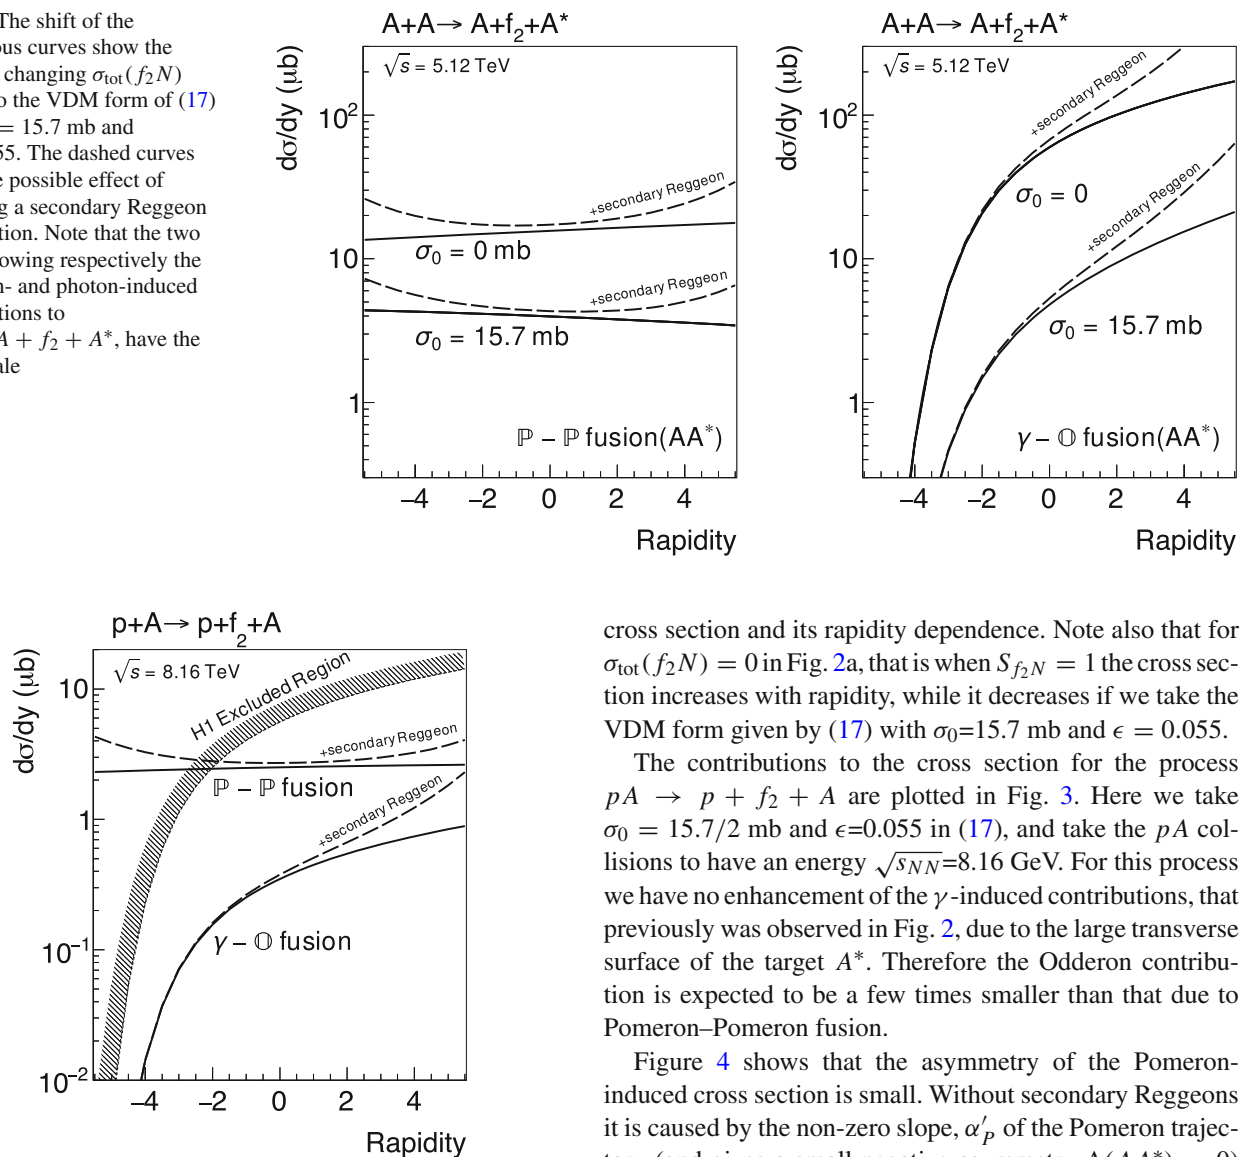 The shift of the
ous curves show the
changing σtot(f2N)
o the VDM form of (17)
= 15.7 mb and
55. The dashed curves
e possible effect of
g a secondary Reggeon
tion. Note that the two
owing respectively the
n- and photon-induced
tions to
A + f2 + A*, have the
ale
A+A→ A+f2+A*
dσ/dy (μb)
√s = 5.12 TeV
10²
10
1
+secondary Reggeon
σ0 = 0 mb
+secondary Reggeon
σ0 = 15.7 mb
ℙ – ℙ fusion(AA*)
−4 −2 0 2 4
Rapidity
A+A→ A+f2+A*
dσ/dy (μb)
√s = 5.12 TeV
10²
10
1
+secondary Reggeon
σ0 = 0
+secondary Reggeon
σ0 = 15.7 mb
γ – 𝕆 fusion(AA*)
−4 −2 0 2 4
Rapidity
p+A→ p+f2+A
dσ/dy (μb)
√s = 8.16 TeV
10
1
10⁻¹
10⁻²
H1 Excluded Region
+secondary Reggeon
ℙ – ℙ fusion
+secondary Reggeon
γ – 𝕆 fusion
−4 −2 0 2 4
Rapidity
cross section and its rapidity dependence. Note also that for
σtot(f2N) = 0 in Fig. 2a, that is when Sf2N = 1 the cross sec-
tion increases with rapidity, while it decreases if we take the
VDM form given by (17) with σ0=15.7 mb and ϵ = 0.055.
The contributions to the cross section for the process
pA → p + f2 + A are plotted in Fig. 3. Here we take
σ0 = 15.7/2 mb and ϵ=0.055 in (17), and take the pA col-
lisions to have an energy √sNN=8.16 GeV. For this process
we have no enhancement of the γ-induced contributions, that
previously was observed in Fig. 2, due to the large transverse
surface of the target A*. Therefore the Odderon contribu-
tion is expected to be a few times smaller than that due to
Pomeron–Pomeron fusion.
Figure 4 shows that the asymmetry of the Pomeron-
induced cross section is small. Without secondary Reggeons
it is caused by the non-zero slope, α′P of the Pomeron trajec-